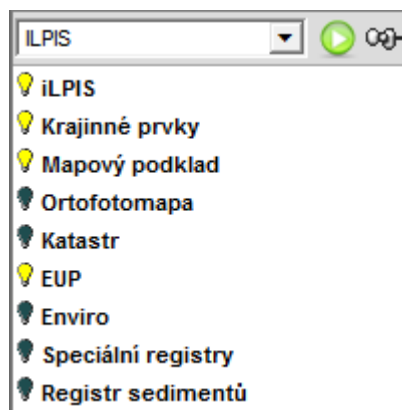 ILPIS
iLPIS
Krajinné prvky
Mapový podklad
Ortofotomapa
Katastr
EUP
Enviro
Speciální registry
Registr sedimentů